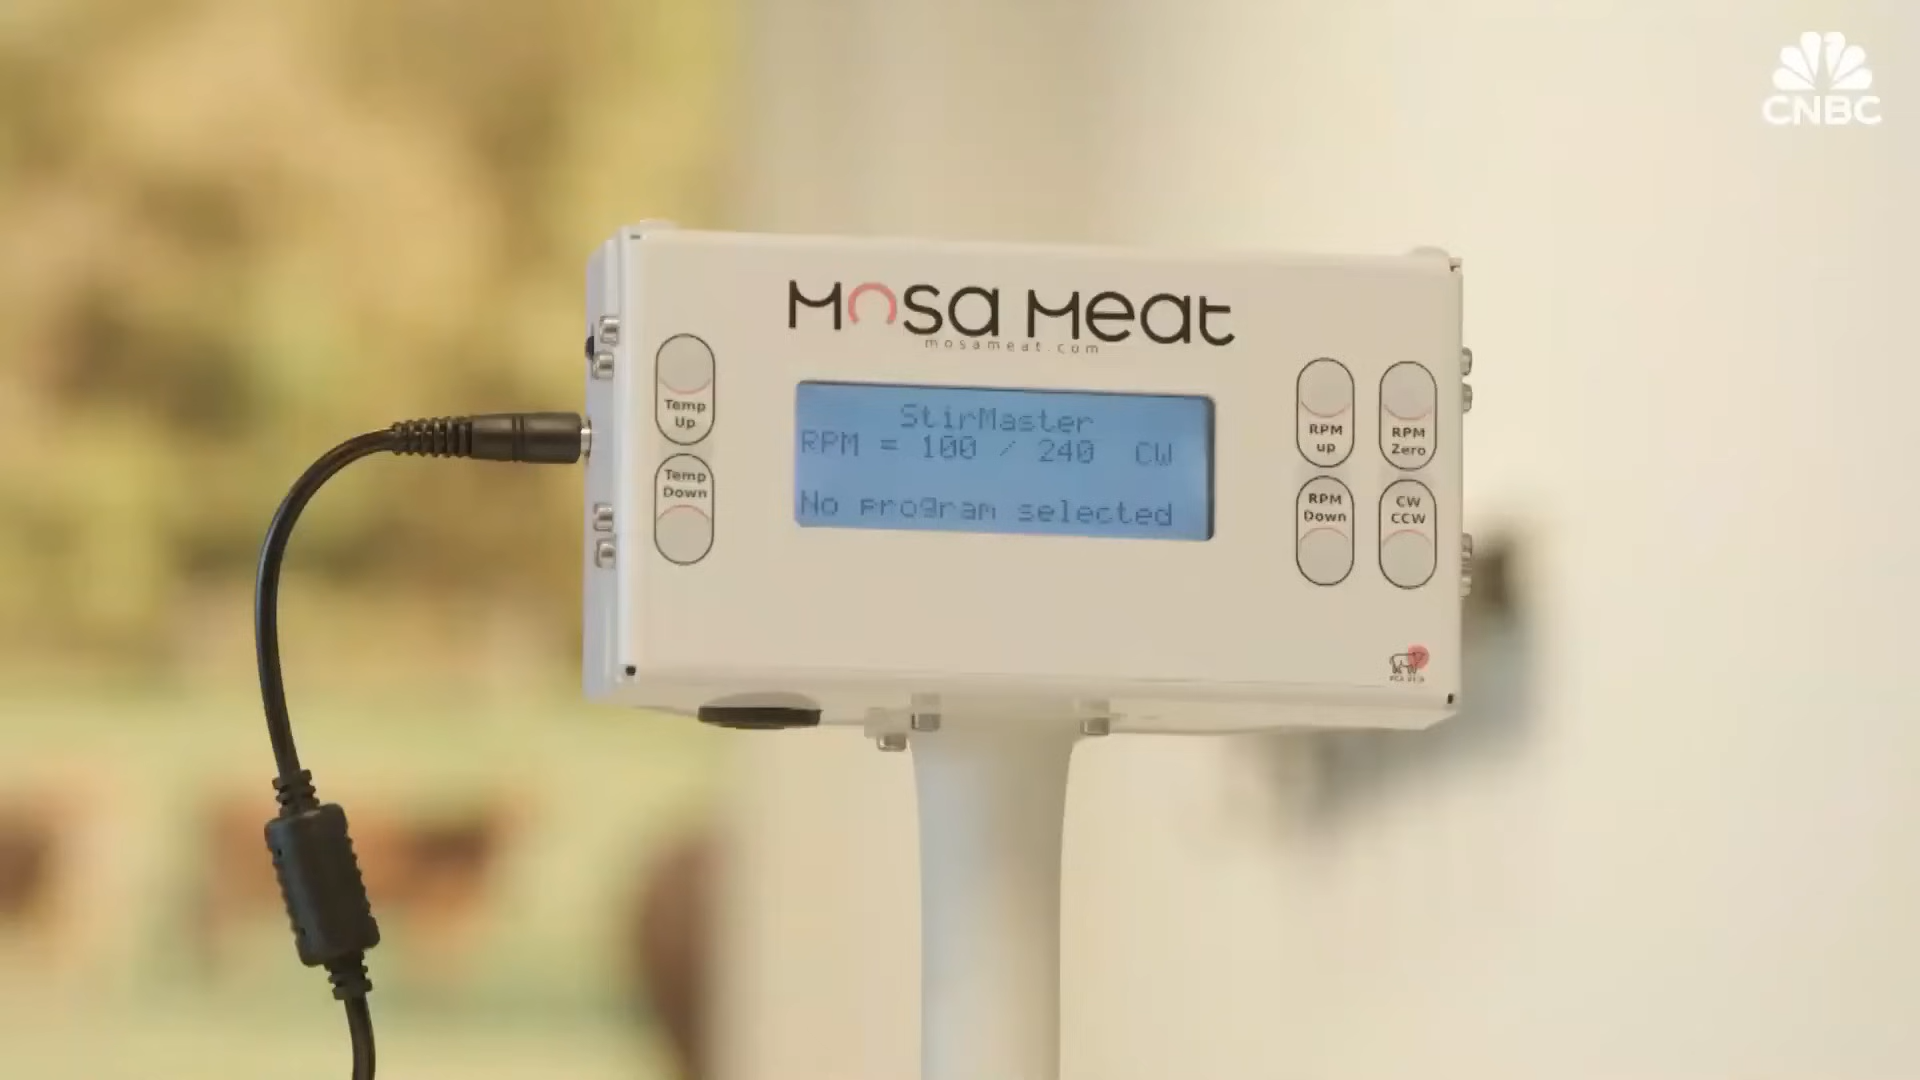 CNBC
Mosa Meat
mosameat.com
Temp
Up
Temp
Down
StirMaster
RPM = 100 / 240 CW
No program selected
RPM
up
RPM
Zero
RPM
Down
CW
CCW